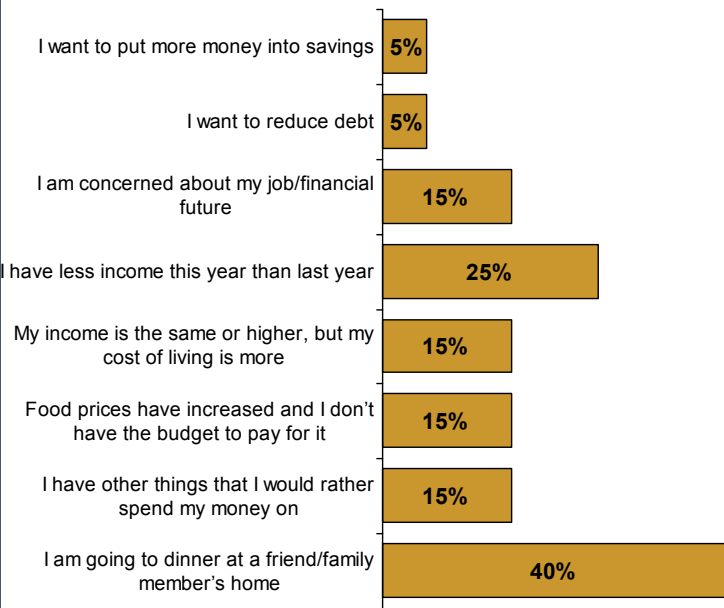 I want to put more money into savings
5%
I want to reduce debt
5%
I am concerned about my job/financial
future
15%
I have less income this year than last year
25%
My income is the same or higher, but my
cost of living is more
15%
Food prices have increased and I don't
have the budget to pay for it
15%
I have other things that I would rather
spend my money on
15%
I am going to dinner at a friend/family
member's home
40%